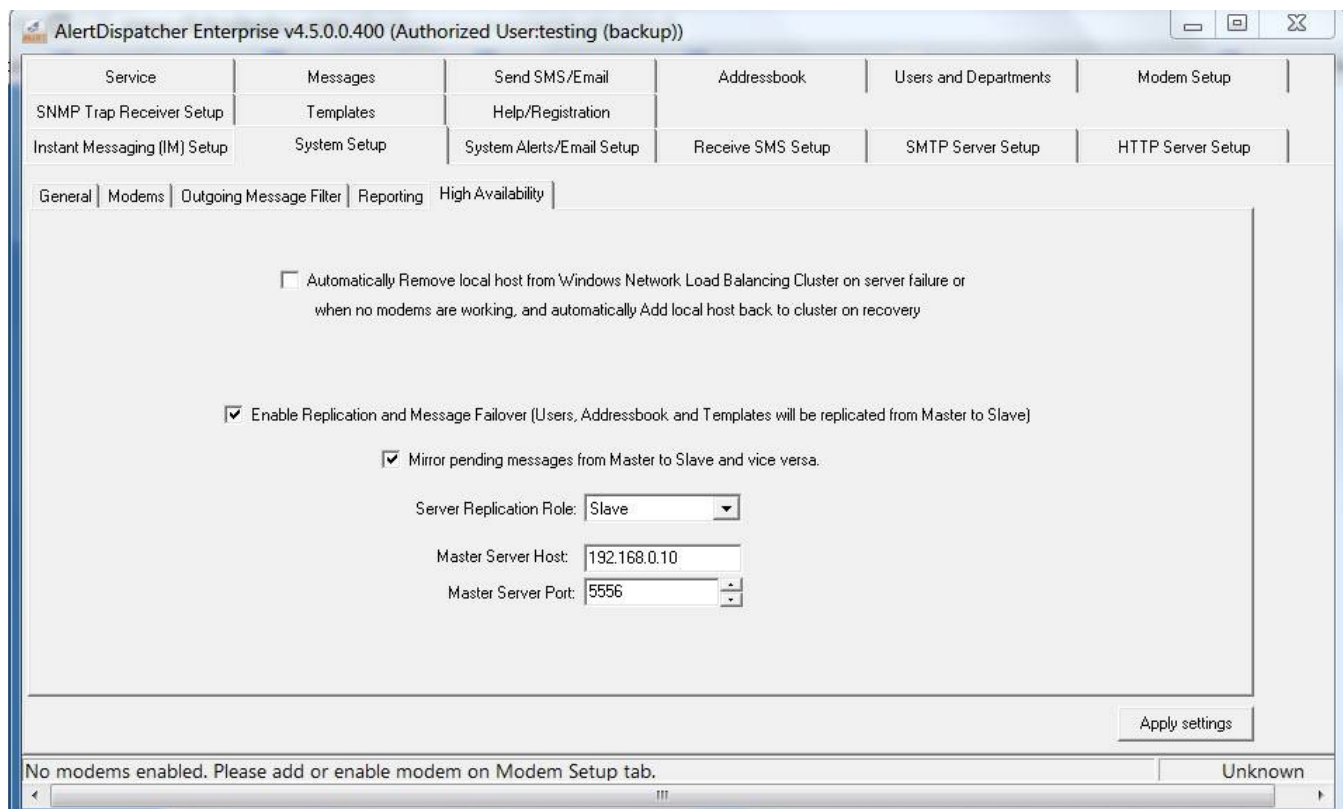 AlertDispatcher Enterprise v4.5.0.0.400 (Authorized User:testing (backup))
Service Messages Send SMS/Email Addressbook Users and Departments Modem Setup
SNMP Trap Receiver Setup Templates Help/Registration
Instant Messaging (IM) Setup System Setup System Alerts/Email Setup Receive SMS Setup SMTP Server Setup HTTP Server Setup
General Modems Outgoing Message Filter Reporting High Availability
Automatically Remove local host from Windows Network Load Balancing Cluster on server failure or
when no modems are working, and automatically Add local host back to cluster on recovery
Enable Replication and Message Failover (Users, Addressbook and Templates will be replicated from Master to Slave)
Mirror pending messages from Master to Slave and vice versa.
Server Replication Role: Slave
Master Server Host: 192.168.0.10
Master Server Port: 5556
Apply settings
No modems enabled. Please add or enable modem on Modem Setup tab. Unknown